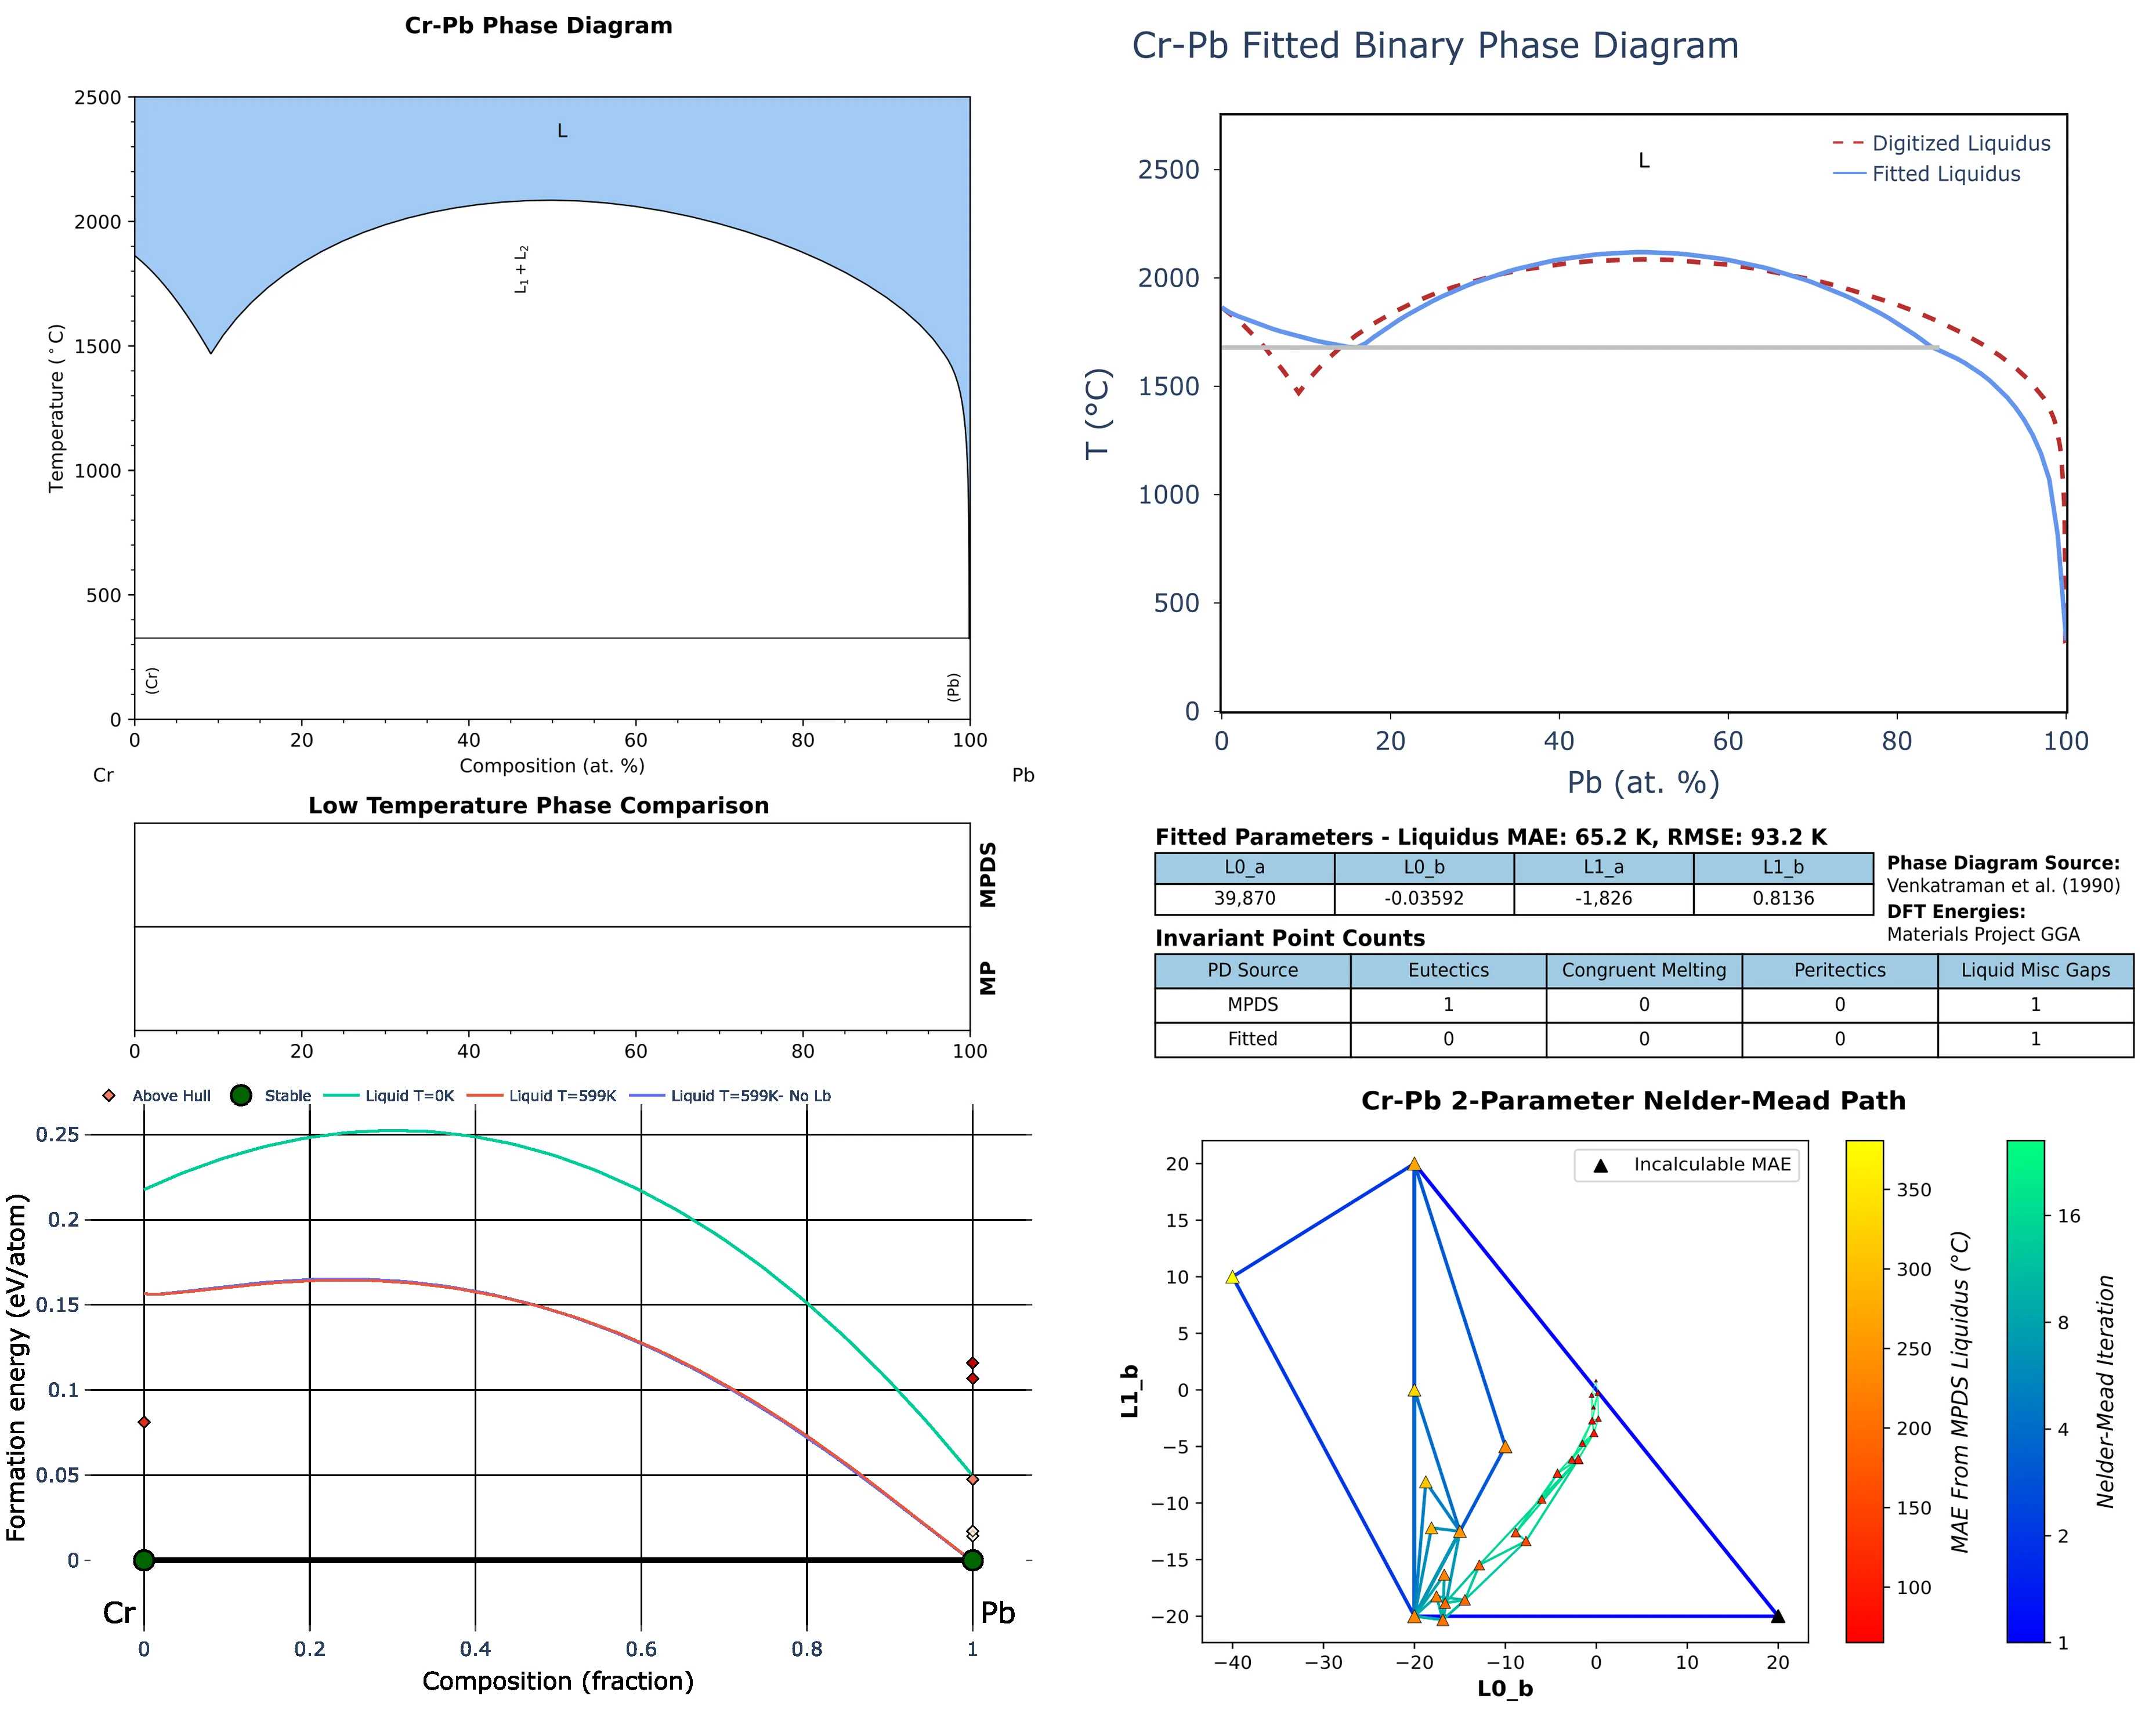 Cr-Pb Phase Diagram
2500
2000
1500
1000
500
0
Temperature (°C)
L
L1 + L2
(Cr)
(Pb)
0 20 40 60 80 100
Cr Composition (at. %) Pb
Low Temperature Phase Comparison
MPDS
MP
0 20 40 60 80 100
Above Hull Stable Liquid T=0K Liquid T=599K Liquid T=599K- No Lb
0.25
0.2
0.15
0.1
0.05
0
Formation energy (eV/atom)
Cr Pb
0 0.2 0.4 0.6 0.8 1
Composition (fraction)
Cr-Pb Fitted Binary Phase Diagram
L
Digitized Liquidus
Fitted Liquidus
2500
2000
1500
1000
500
0
T (°C)
0 20 40 60 80 100
Pb (at. %)
Fitted Parameters - Liquidus MAE: 65.2 K, RMSE: 93.2 K
L0_a L0_b L1_a L1_b
39,870 -0.03592 -1,826 0.8136
Phase Diagram Source:
Venkatraman et al. (1990)
DFT Energies:
Materials Project GGA
Invariant Point Counts
PD Source Eutectics Congruent Melting Peritectics Liquid Misc Gaps
MPDS 1 0 0 1
Fitted 0 0 0 1
Cr-Pb 2-Parameter Nelder-Mead Path
Incalculable MAE
20
15
10
5
0
−5
−10
−15
−20
L1_b
−40 −30 −20 −10 0 10 20
L0_b
350
300
250
200
150
100
MAE From MPDS Liquidus (°C)
16
8
4
2
1
Nelder-Mead Iteration